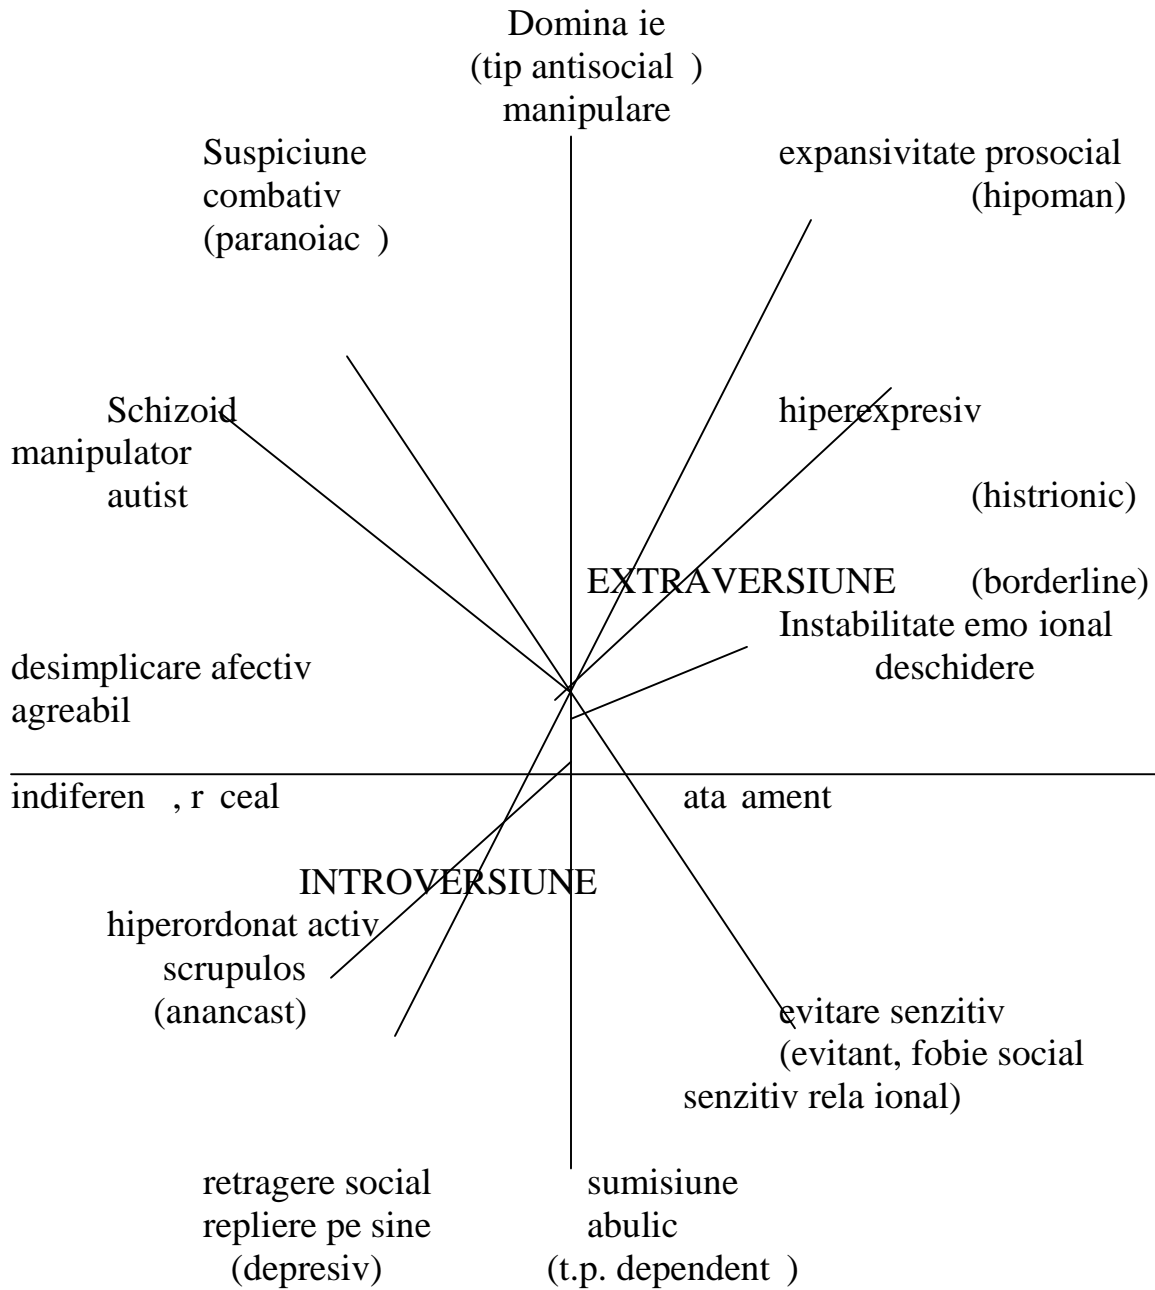 Domina ie
(tip antisocial )
manipulare
Suspiciune
combativ
(paranoiac )
expansivitate prosocial
(hipoman)
Schizoid
manipulator
autist
hiperexpresiv
(histrionic)
EXTRAVERSIUNE
(borderline)
Instabilitate emo ional
deschidere
desimplicare afectiv
agreabil
indiferen , r ceal
ata ament
INTROVERSIUNE
hiperordonat activ
scrupulos
(anancast)
evitare senzitiv
(evitant, fobie social
senzitiv rela ional)
retragere social
repliere pe sine
(depresiv)
sumisiune
abulic
(t.p. dependent )